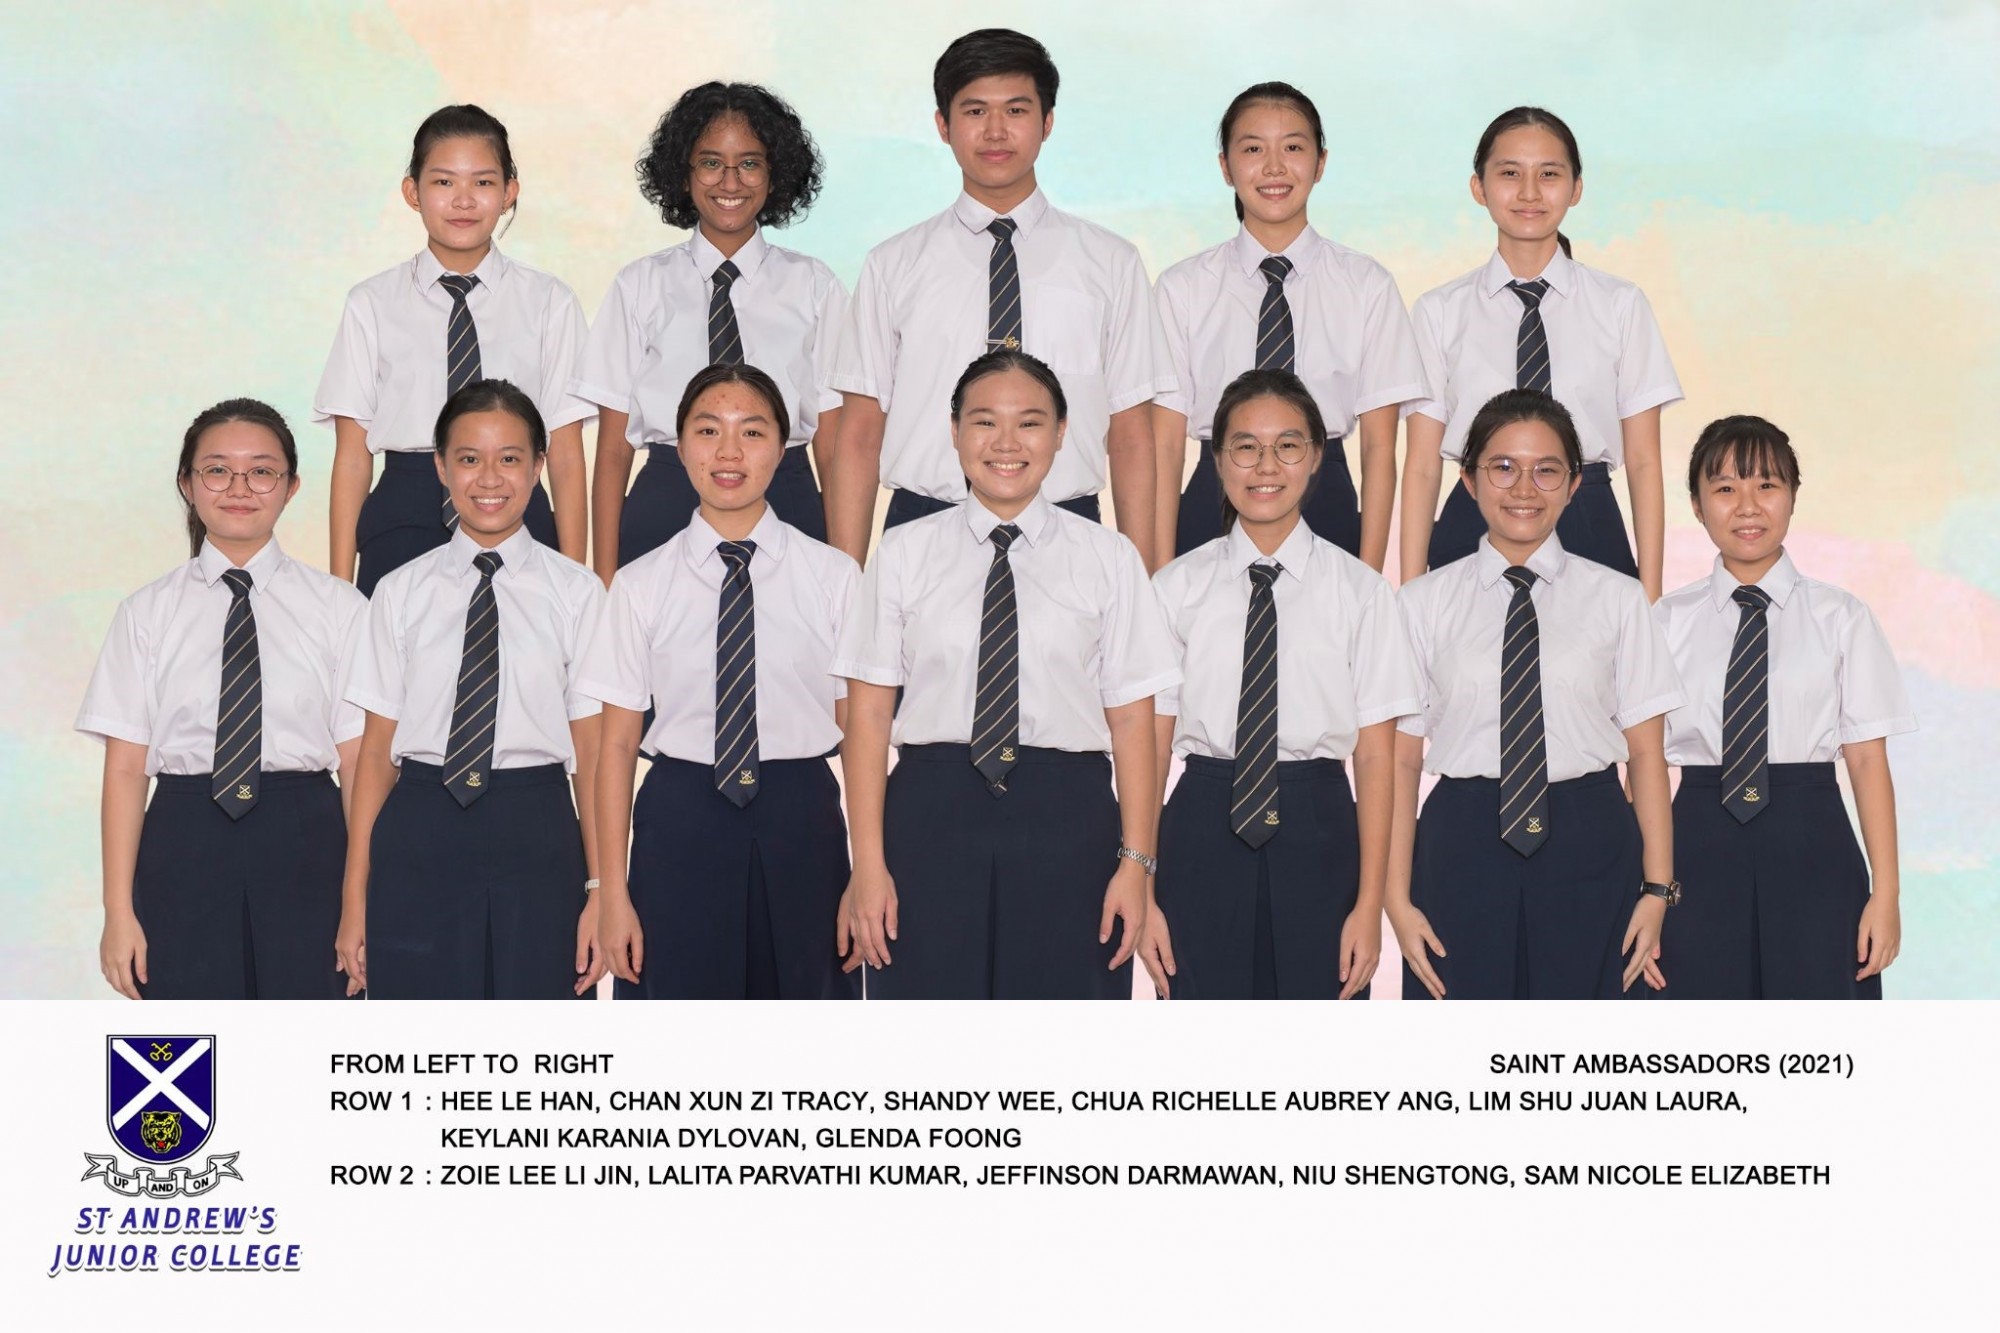 FROM LEFT TO RIGHT
SAINT AMBASSADORS (2021)
ROW 1 : HEE LE HAN, CHAN XUN ZI TRACY, SHANDY WEE, CHUA RICHELLE AUBREY ANG, LIM SHU JUAN LAURA,
KEYLANI KARANIA DYLOVAN, GLENDA FOONG
ROW 2 : ZOIE LEE LI JIN, LALITA PARVATHI KUMAR, JEFFINSON DARMAWAN, NIU SHENGTONG, SAM NICOLE ELIZABETH
UP AND ON
ST ANDREW'S
JUNIOR COLLEGE